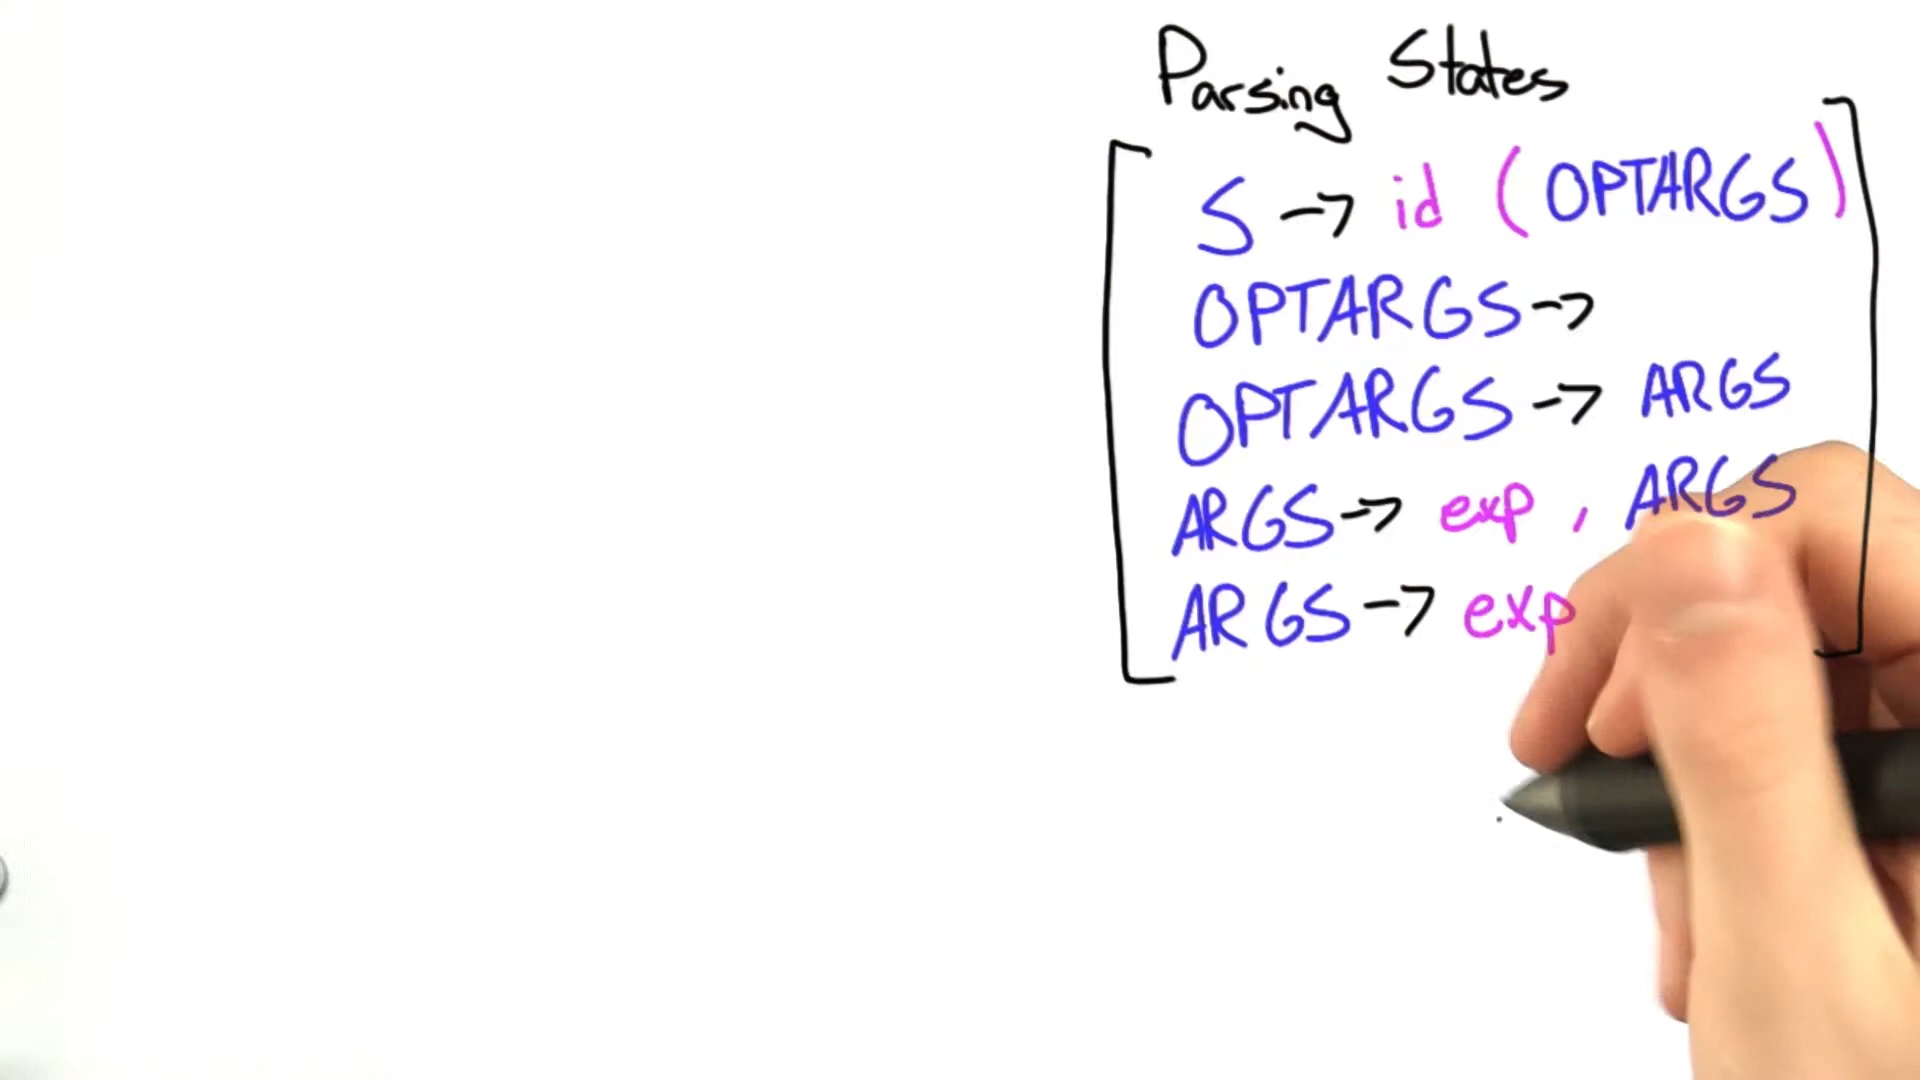 Parsing States
S -> id ( OPTARGS )
OPTARGS ->
OPTARGS -> ARGS
ARGS -> exp , ARGS
ARGS -> exp